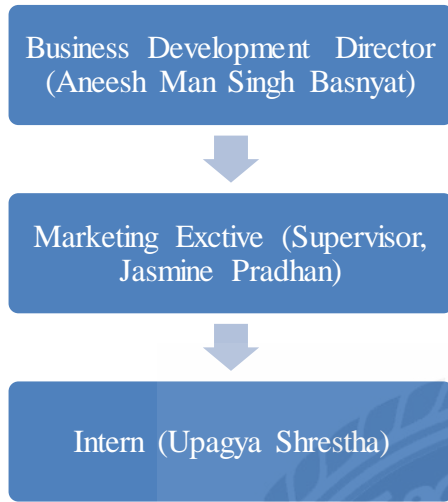 Business Development Director
(Aneesh Man Singh Basnyat)
Marketing Exctive (Supervisor,
Jasmine Pradhan)
Intern (Upagya Shrestha)